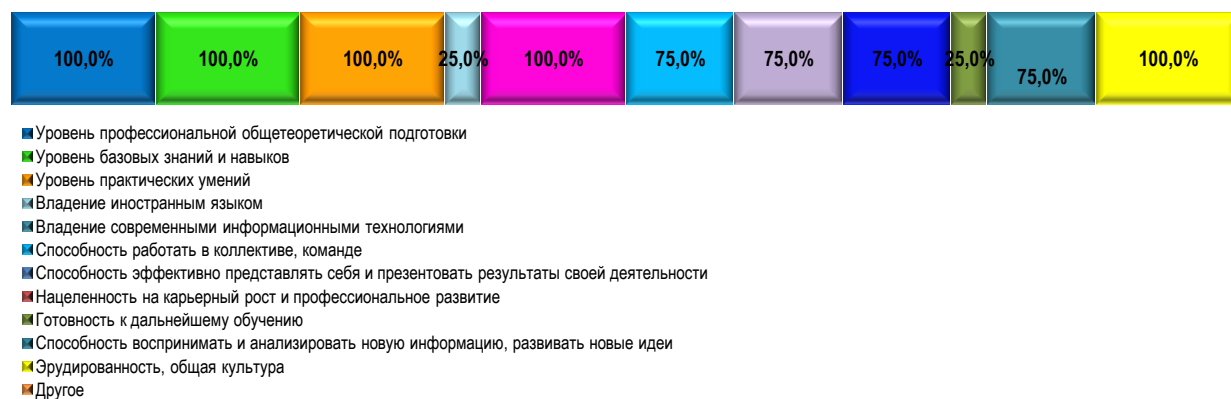 100,0% 100,0% 100,0% 25,0% 100,0% 75,0% 75,0% 75,0% 25,0% 75,0% 100,0%
Уровень профессиональной общетеоретической подготовки
Уровень базовых знаний и навыков
Уровень практических умений
Владение иностранным языком
Владение современными информационными технологиями
Способность работать в коллективе, команде
Способность эффективно представлять себя и презентовать результаты своей деятельности
Нацеленность на карьерный рост и профессиональное развитие
Готовность к дальнейшему обучению
Способность воспринимать и анализировать новую информацию, развивать новые идеи
Эрудированность, общая культура
Другое